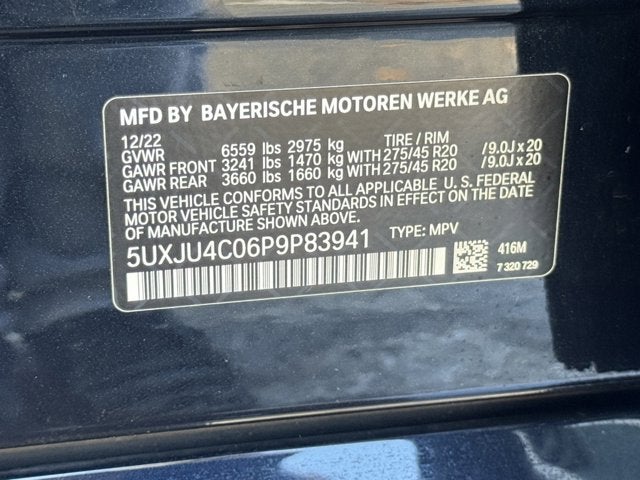 MFD BY BAYERISCHE MOTOREN WERKE AG
12/22 TIRE / RIM
GVWR 6559 lbs 2975 kg
GAWR FRONT 3241 lbs 1470 kg WITH 275/45 R20 /9.0J x 20
GAWR REAR 3660 lbs 1660 kg WITH 275/45 R20 /9.0J x 20
THIS VEHICLE CONFORMS TO ALL APPLICABLE U. S. FEDERAL
MOTOR VEHICLE SAFETY STANDARDS IN EFFECT ON THE DATE
OF MANUFACTURE SHOWN ABOVE.
5UXJU4C06P9P83941 TYPE: MPV
416M
7 320 729